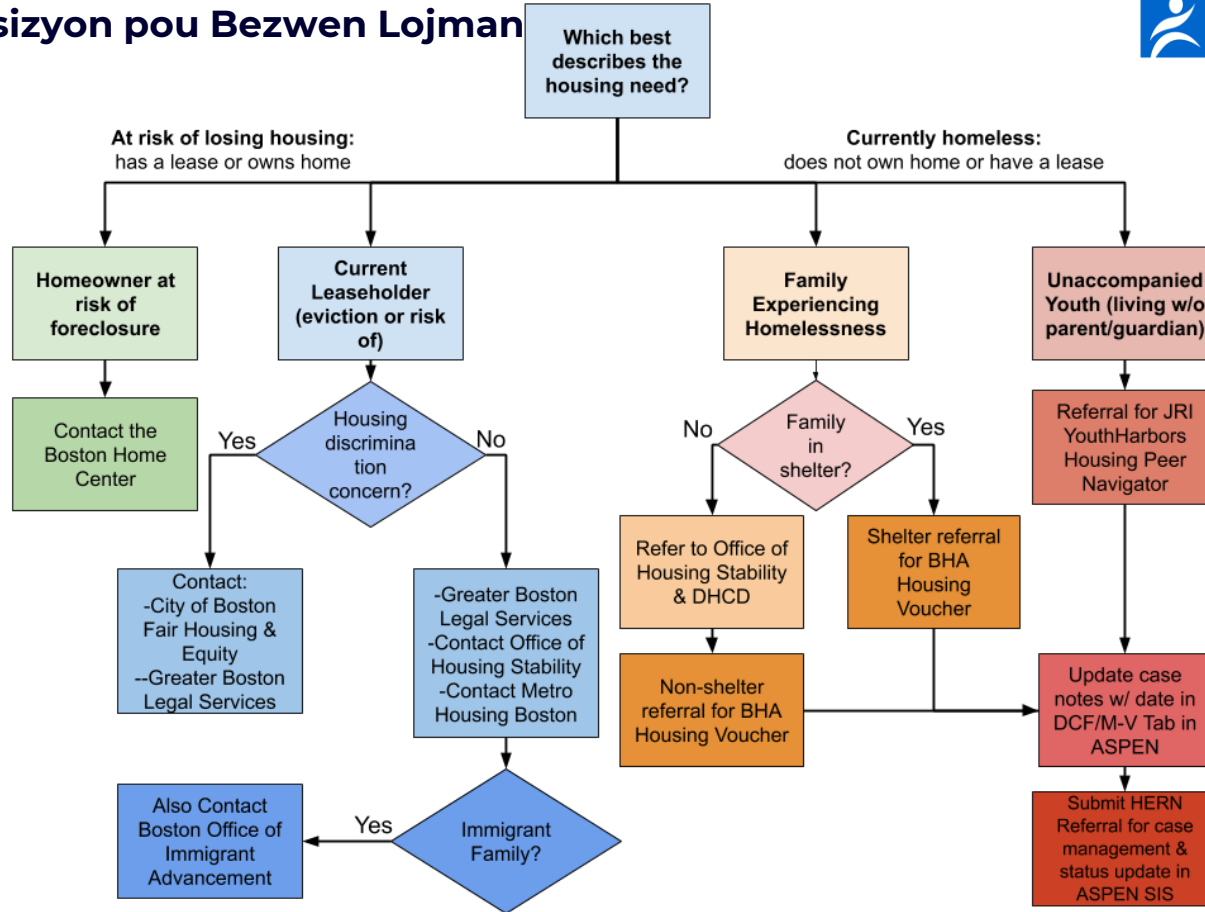 sizyon pou Bezwen Lojman
Which best
describes the
housing need?
At risk of losing housing:
has a lease or owns home
Currently homeless:
does not own home or have a lease
Homeowner at
risk of
foreclosure
Current
Leaseholder
(eviction or risk
of)
Family
Experiencing
Homelessness
Unaccompanied
Youth (living w/o
parent/guardian)
Contact the
Boston Home
Center
Yes
Housing
discrimina
tion
concern?
No
No
Family
in
shelter?
Yes
Referral for JRI
YouthHarbors
Housing Peer
Navigator
Contact:
-City of Boston
Fair Housing &
Equity
--Greater Boston
Legal Services
-Greater Boston
Legal Services
-Contact Office of
Housing Stability
-Contact Metro
Housing Boston
Refer to Office of
Housing Stability
& DHCD
Shelter referral
for BHA
Housing
Voucher
Non-shelter
referral for BHA
Housing Voucher
Update case
notes w/ date in
DCF/M-V Tab in
ASPEN
Also Contact
Boston Office of
Immigrant
Advancement
Yes
Immigrant
Family?
Submit HERN
Referral for case
management &
status update in
ASPEN SIS